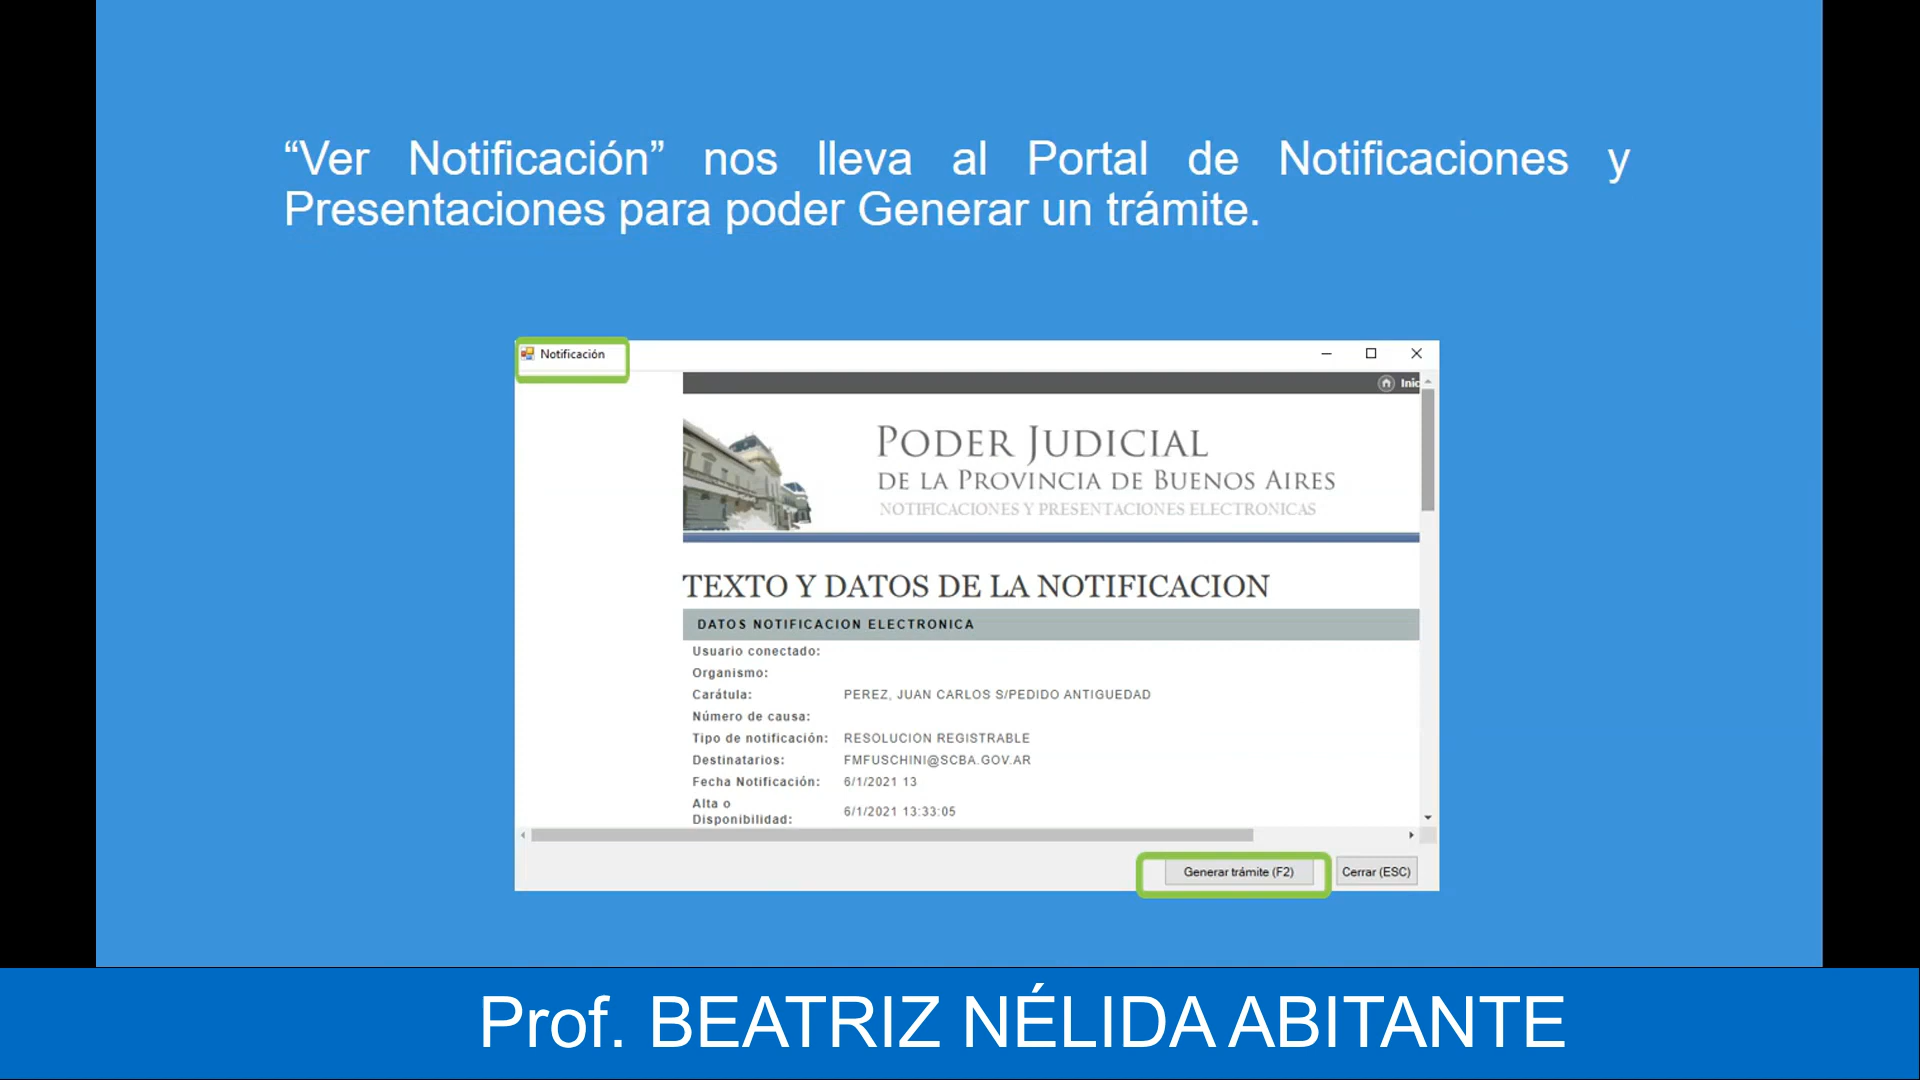 “Ver Notificación” nos lleva al Portal de Notificaciones y
Presentaciones para poder Generar un trámite.
Notificación
Inic
PODER JUDICIAL
DE LA PROVINCIA DE BUENOS AIRES
NOTIFICACIONES Y PRESENTACIONES ELECTRONICAS
TEXTO Y DATOS DE LA NOTIFICACION
DATOS NOTIFICACION ELECTRONICA
Usuario conectado:
Organismo:
Carátula: PEREZ, JUAN CARLOS S/PEDIDO ANTIGUEDAD
Número de causa:
Tipo de notificación: RESOLUCION REGISTRABLE
Destinatarios: FMFUSCHINI@SCBA.GOV.AR
Fecha Notificación: 6/1/2021 13
Alta o
Disponibilidad: 6/1/2021 13:33:05
Generar trámite (F2) Cerrar (ESC)
Prof. BEATRIZ NÉLIDA ABITANTE